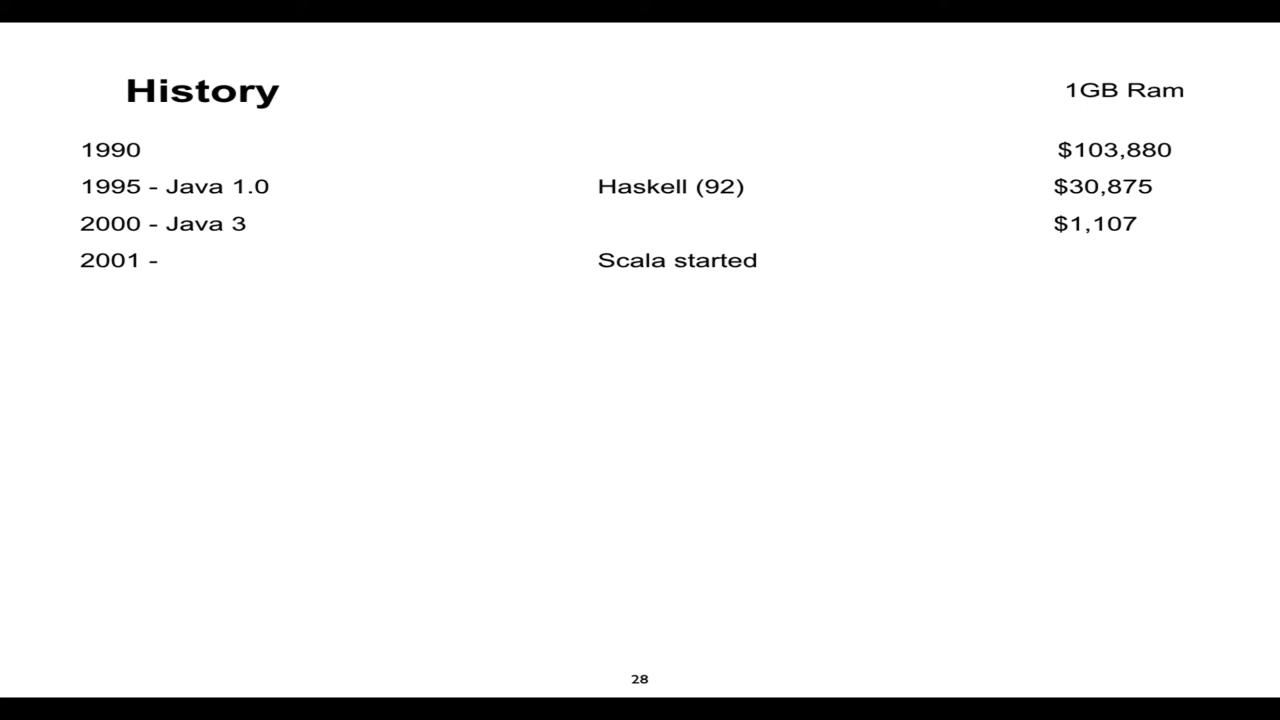 History 1GB Ram
1990 $103,880
1995 - Java 1.0 Haskell (92) $30,875
2000 - Java 3 $1,107
2001 - Scala started
28